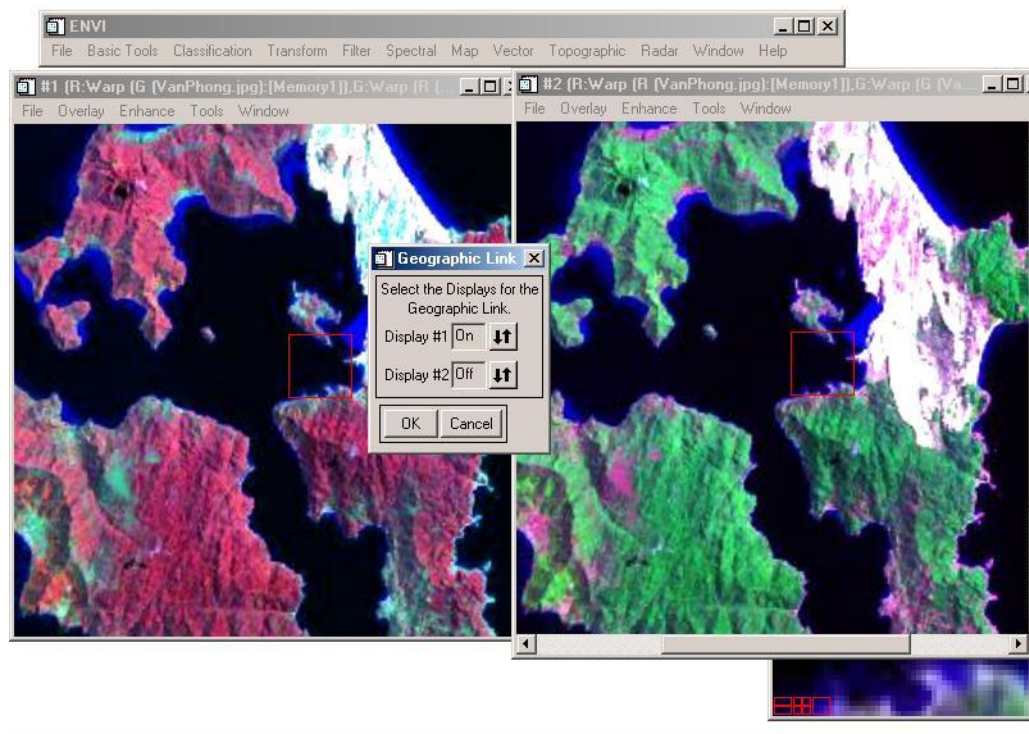 ENVI
File Basic Tools Classification Transform Filter Spectral Map Vector Topographic Radar Window Help
#1 (R:Warp (G (VanPhong.jpg):[Memory1]),G:Warp (R (...
File Overlay Enhance Tools Window
#2 (R:Warp (R (VanPhong.jpg):[Memory1]),G:Warp (G (Va...
File Overlay Enhance Tools Window
Geographic Link
Select the Displays for the
Geographic Link.
Display #1 On
Display #2 Off
OK Cancel